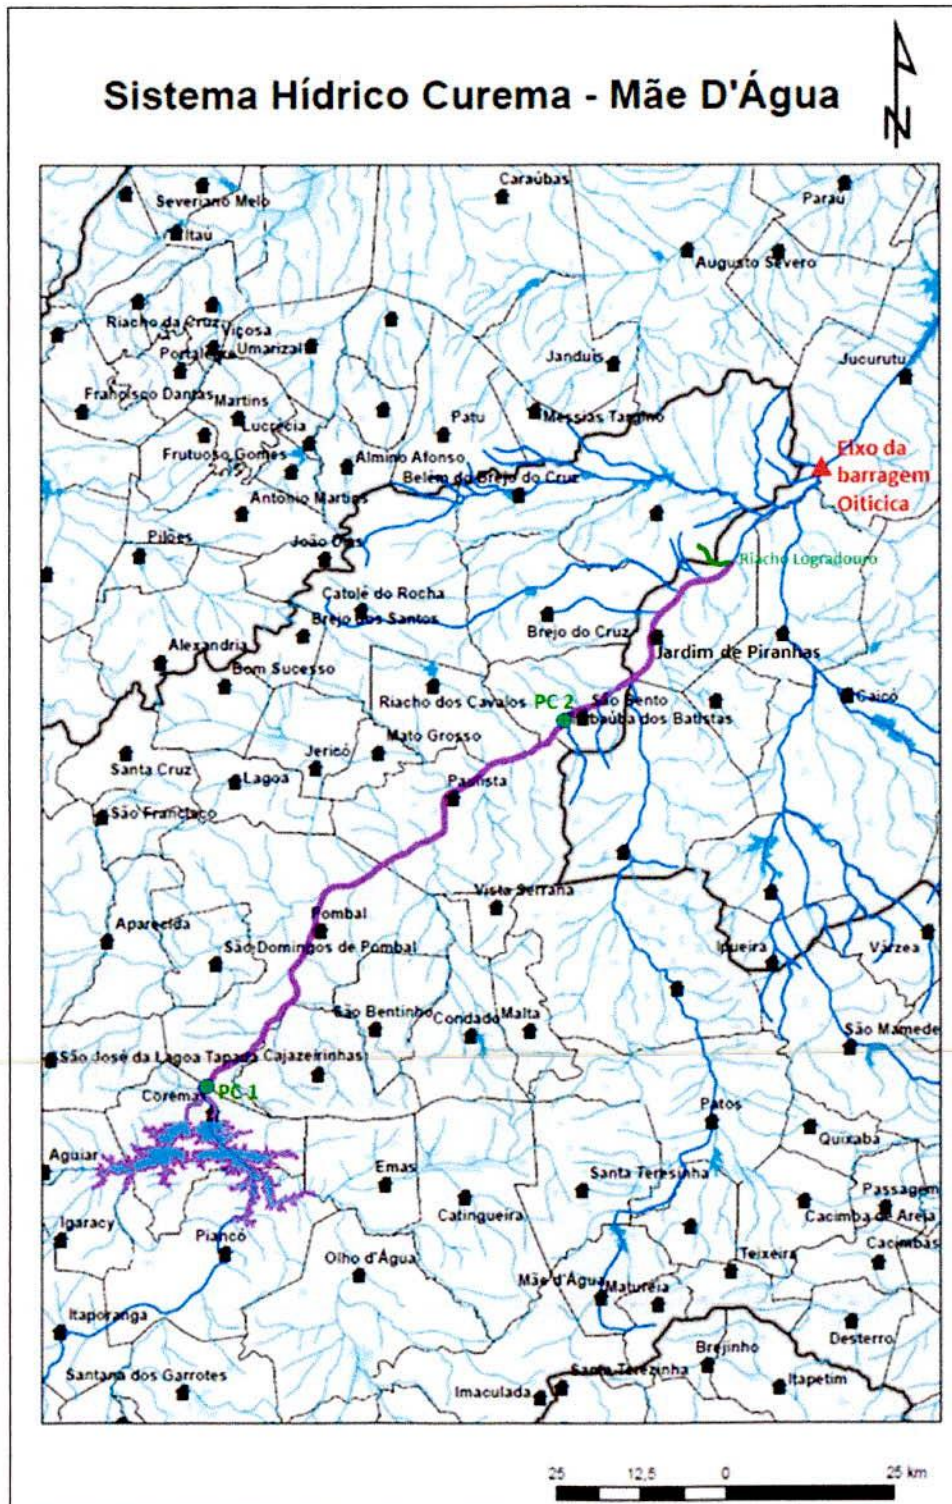 Sistema Hídrico Curema - Mãe D'Água
N
Caraúbas
Severiano Melo
Parau
Itau
Augusto Severo
Riacho da Cruz
Viçosa
Portalegre
Umarizal
Janduis
Jucurutu
Francisco Dantas
Martins
Messias Targino
Patu
Lucrecia
Eixo da
barragem
Oiticica
Frutuoso Gomes
Almino Afonso
Belém do Brejo do Cruz
Antonio Martins
Pilões
João Dias
Riacho Logradouro
Catolé do Rocha
Brejo dos Santos
Brejo do Cruz
Alexandria
Jardim de Piranhas
Bom Sucesso
Riacho dos Cavalos
PC 2
São Bento
Caicó
Ibaúba dos Batistas
Mato Grosso
Jericó
Santa Cruz
Lagoa
Paulista
São Francisco
Vista Serrana
Pombal
Aparecida
São Domingos de Pombal
Ipueira
Várzea
São Bentinho
Condado
Malta
São Mamede
São José da Lagoa Tapada
Cajazeirinhas
PC 1
Coremas
Patos
Quixaba
Aguiar
Emas
Santa Teresinha
Passagem
Catingueira
Cacimba de Areia
Igaracy
Piancó
Cacimbas
Olho d'Água
Teixeira
Mãe d'Água
Maturéia
Itaporanga
Desterro
Brejinho
Santana dos Garrotes
Santa Terezinha
Imaculada
Itapetim
25 12,5 0 25 km